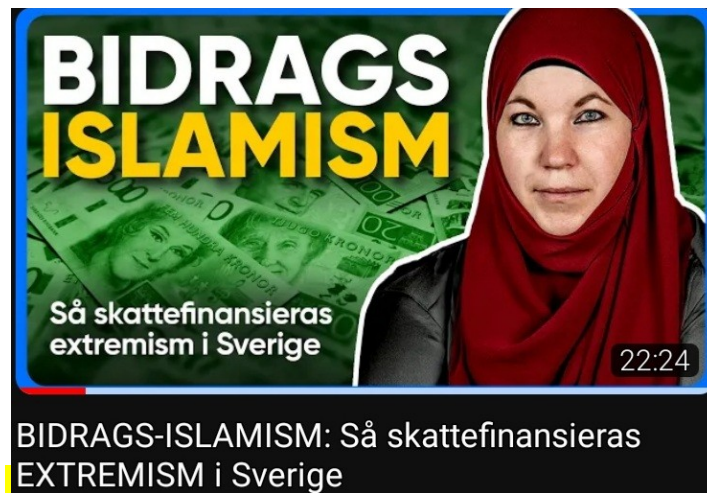 BIDRAGS
ISLAMISM
Så skattefinansieras
extremism i Sverige
22:24
BIDRAGS-ISLAMISM: Så skattefinansieras
EXTREMISM i Sverige